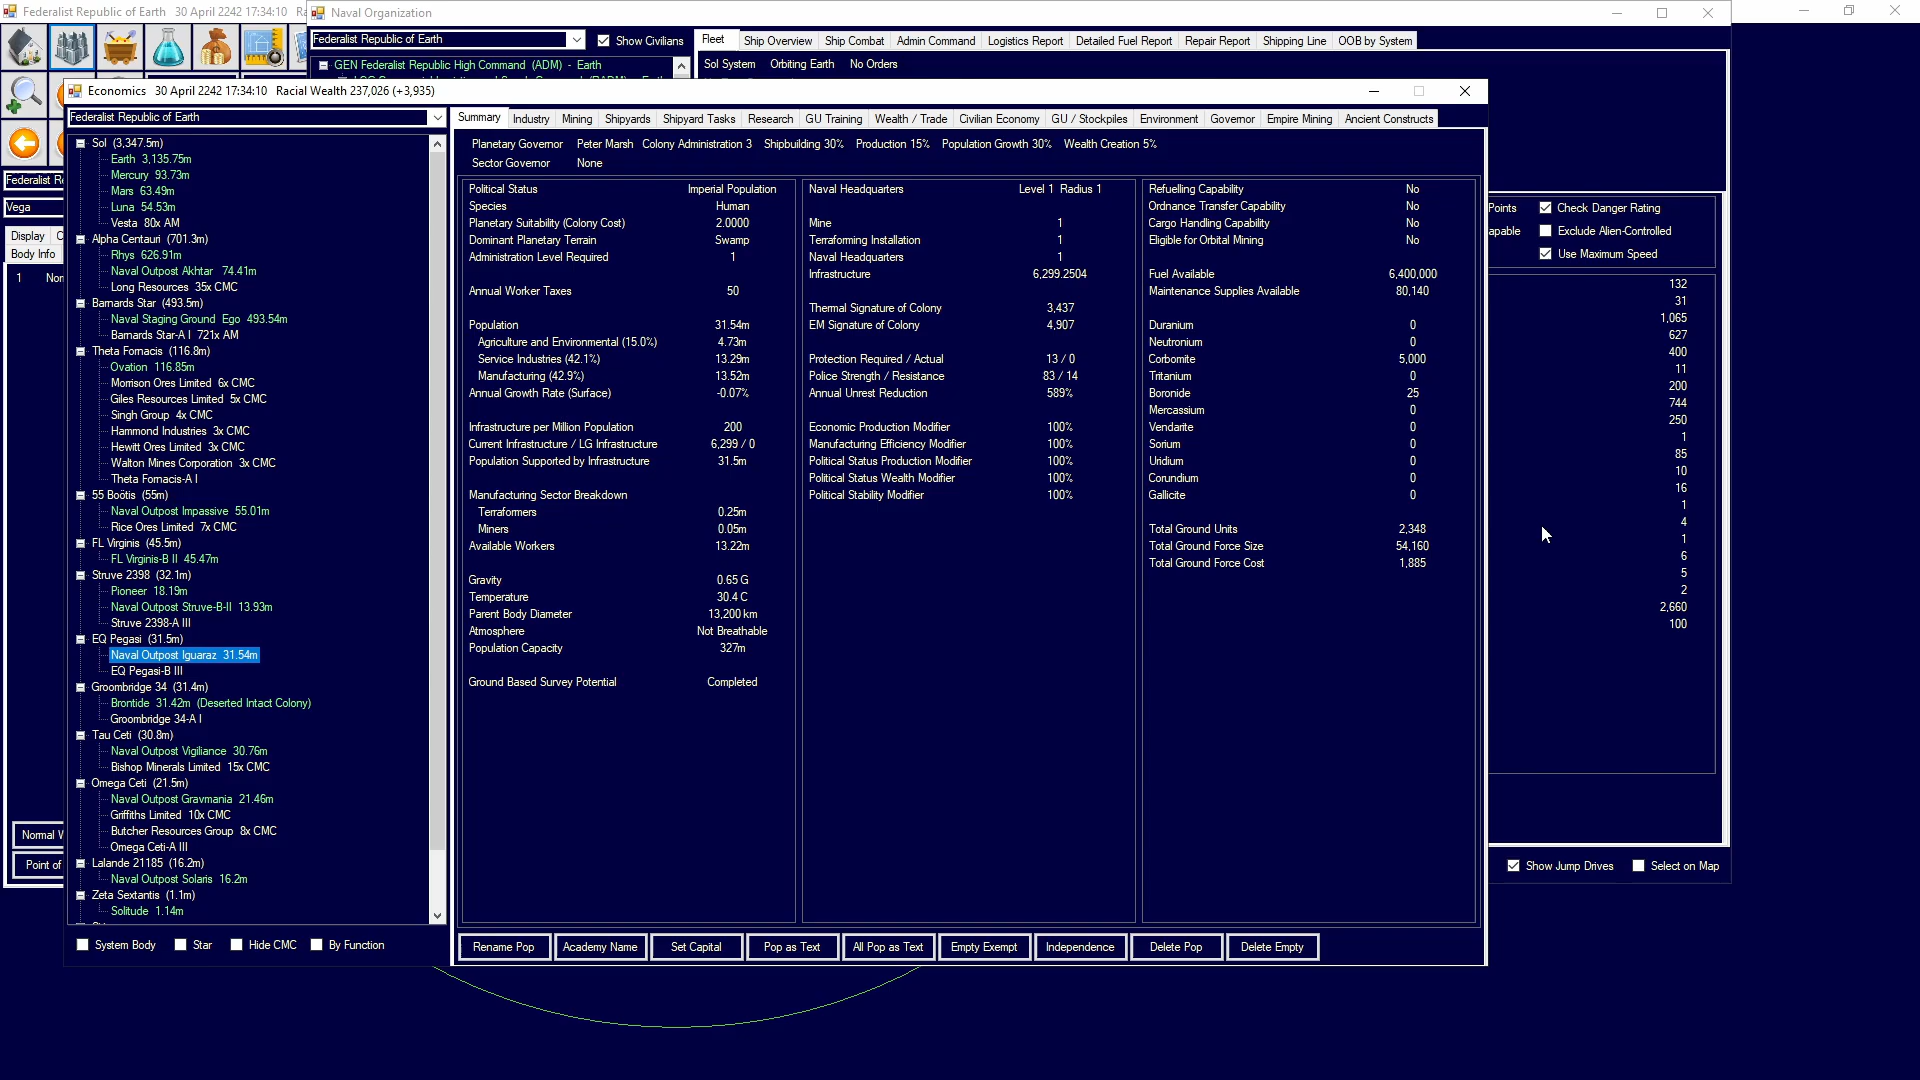 Federalist Republic of Earth   30 April 2242 17:34:10   Ra
Naval Organization
Federalist Republic of Earth
Show Civilians
Fleet
Ship Overview
Ship Combat
Admin Command
Logistics Report
Detailed Fuel Report
Repair Report
Shipping Line
OOB by System
GEN Federalist Republic High Command (ADM) - Earth
Sol System   Orbiting Earth   No Orders
Economics   30 April 2242 17:34:10   Racial Wealth 237,026 (+3,935)
Federalist Republic of Earth
Summary
Industry
Mining
Shipyards
Shipyard Tasks
Research
GU Training
Wealth / Trade
Civilian Economy
GU / Stockpiles
Environment
Governor
Empire Mining
Ancient Constructs
Federalist Re
Vega
Display
C
Body Info
1   Nor
Normal W
Point of
Sol (3,347.5m)
Earth 3,135.75m
Mercury 93.73m
Mars 63.49m
Luna 54.53m
Vesta 80x AM
Alpha Centauri (701.3m)
Rhys 626.91m
Naval Outpost Akhtar 74.41m
Long Resources 35x CMC
Barnards Star (493.5m)
Naval Staging Ground Ego 493.54m
Barnards Star-A I 721x AM
Theta Fornacis (116.8m)
Ovation 116.85m
Morrison Ores Limited 6x CMC
Giles Resources Limited 5x CMC
Singh Group 4x CMC
Hammond Industries 3x CMC
Hewitt Ores Limited 3x CMC
Walton Mines Corporation 3x CMC
Theta Fornacis-A I
55 Boötis (55m)
Naval Outpost Impassive 55.01m
Rice Ores Limited 7x CMC
FL Virginis (45.5m)
FL Virginis-B II 45.47m
Struve 2398 (32.1m)
Pioneer 18.19m
Naval Outpost Struve-B-II 13.93m
Struve 2398-A III
EQ Pegasi (31.5m)
Naval Outpost Iguaraz 31.54m
EQ Pegasi-B III
Groombridge 34 (31.4m)
Brontide 31.42m (Deserted Intact Colony)
Groombridge 34-A I
Tau Ceti (30.8m)
Naval Outpost Vigiliance 30.76m
Bishop Minerals Limited 15x CMC
Omega Ceti (21.5m)
Naval Outpost Gravmania 21.46m
Griffiths Limited 10x CMC
Butcher Resources Group 8x CMC
Omega Ceti-A III
Lalande 21185 (16.2m)
Naval Outpost Solaris 16.2m
Zeta Sextantis (1.1m)
Solitude 1.14m
System Body
Star
Hide CMC
By Function
Planetary Governor   Peter Marsh   Colony Administration 3   Shipbuilding 30%   Production 15%   Population Growth 30%   Wealth Creation 5%
Sector Governor   None
Political Status   Imperial Population
Species   Human
Planetary Suitability (Colony Cost)   2.0000
Dominant Planetary Terrain   Swamp
Administration Level Required   1
Annual Worker Taxes   50
Population   31.54m
Agriculture and Environmental (15.0%)   4.73m
Service Industries (42.1%)   13.29m
Manufacturing (42.9%)   13.52m
Annual Growth Rate (Surface)   -0.07%
Infrastructure per Million Population   200
Current Infrastructure / LG Infrastructure   6,299 / 0
Population Supported by Infrastructure   31.5m
Manufacturing Sector Breakdown
Terraformers   0.25m
Miners   0.05m
Available Workers   13.22m
Gravity   0.65 G
Temperature   30.4 C
Parent Body Diameter   13,200 km
Atmosphere   Not Breathable
Population Capacity   327m
Ground Based Survey Potential   Completed
Naval Headquarters   Level 1  Radius 1
Mine   1
Terraforming Installation   1
Naval Headquarters   1
Infrastructure   6,299.2504
Thermal Signature of Colony   3,437
EM Signature of Colony   4,907
Protection Required / Actual   13 / 0
Police Strength / Resistance   83 / 14
Annual Unrest Reduction   589%
Economic Production Modifier   100%
Manufacturing Efficiency Modifier   100%
Political Status Production Modifier   100%
Political Status Wealth Modifier   100%
Political Stability Modifier   100%
Refuelling Capability   No
Ordnance Transfer Capability   No
Cargo Handling Capability   No
Eligible for Orbital Mining   No
Fuel Available   6,400,000
Maintenance Supplies Available   80,140
Duranium   0
Neutronium   0
Corbomite   5,000
Tritanium   0
Boronide   25
Mercassium   0
Vendarite   0
Sorium   0
Uridium   0
Corundium   0
Gallicite   0
Total Ground Units   2,348
Total Ground Force Size   54,160
Total Ground Force Cost   1,885
Rename Pop
Academy Name
Set Capital
Pop as Text
All Pop as Text
Empty Exempt
Independence
Delete Pop
Delete Empty
Points
Check Danger Rating
apable
Exclude Alien-Controlled
Use Maximum Speed
132
31
1,065
627
400
11
200
744
250
1
85
10
16
1
4
1
6
5
2
2,660
100
Show Jump Drives
Select on Map